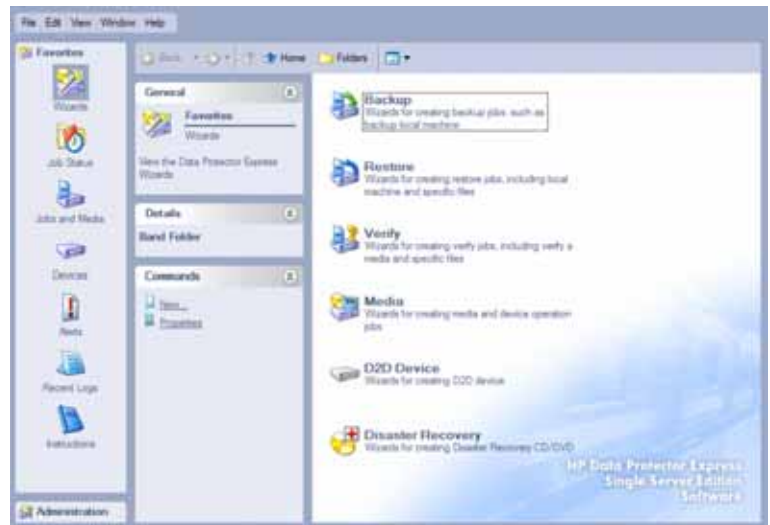 File Edit View Window Help
Favorites
Wizards
Job Status
Jobs and Media
Devices
Alerts
Recent Logs
Instructions
Administration
Back
Home
Folders
General
Favorites
Wizards
View the Data Protector Express
Wizards
Details
Band Folder
Commands
New...
Properties
Backup
Wizards for creating backup jobs, such as
backup local machine
Restore
Wizards for creating restore jobs, including local
machine and specific files
Verify
Wizards for creating verify jobs, including verify a
media and specific files
Media
Wizards for creating media and device operation
jobs
D2D Device
Wizards for creating D2D device
Disaster Recovery
Wizards for creating Disaster Recovery CD/DVD
HP Data Protector Express
Single Server Edition
Software